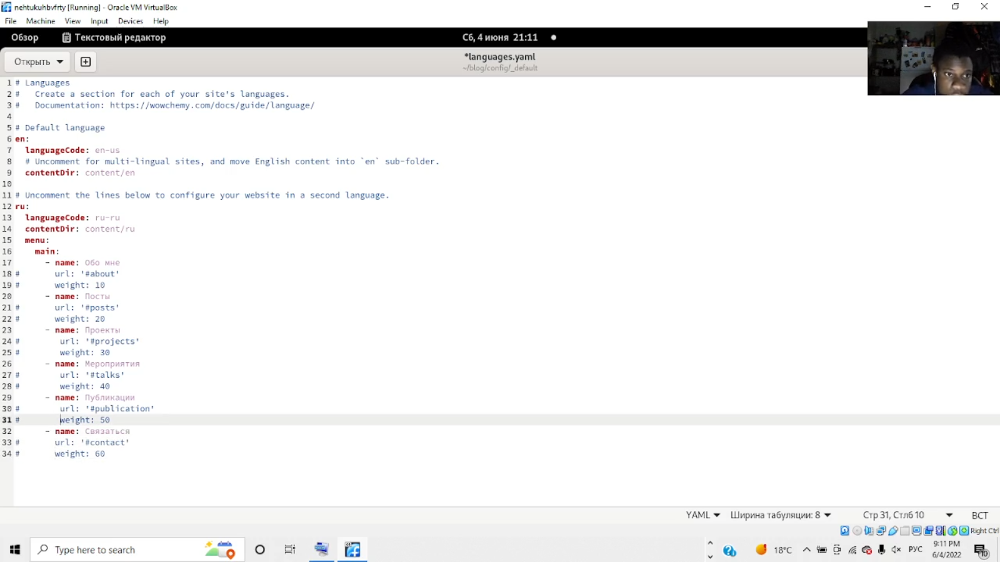 nehtukuhbvfrty [Running] - Oracle VM VirtualBox
File Machine View Input Devices Help
Обзор Текстовый редактор Сб, 4 июня 21:11
Открыть *languages.yaml
~/blog/config/_default
1 # Languages
2 # Create a section for each of your site's languages.
3 # Documentation: https://wowchemy.com/docs/guide/language/
4
5 # Default language
6 en:
7 languageCode: en-us
8 # Uncomment for multi-lingual sites, and move English content into `en` sub-folder.
9 contentDir: content/en
10
11 # Uncomment the lines below to configure your website in a second language.
12 ru:
13 languageCode: ru-ru
14 contentDir: content/ru
15 menu:
16 main:
17 - name: Обо мне
18 # url: '#about'
19 # weight: 10
20 - name: Посты
21 # url: '#posts'
22 # weight: 20
23 - name: Проекты
24 # url: '#projects'
25 # weight: 30
26 - name: Мероприятия
27 # url: '#talks'
28 # weight: 40
29 - name: Публикации
30 # url: '#publication'
31 # weight: 50
32 - name: Связаться
33 # url: '#contact'
34 # weight: 60
YAML Ширина табуляции: 8 Стр 31, Стлб 10 ВСТ
Right Ctrl
Type here to search 18°C РУС 9:11 PM
6/4/2022 10